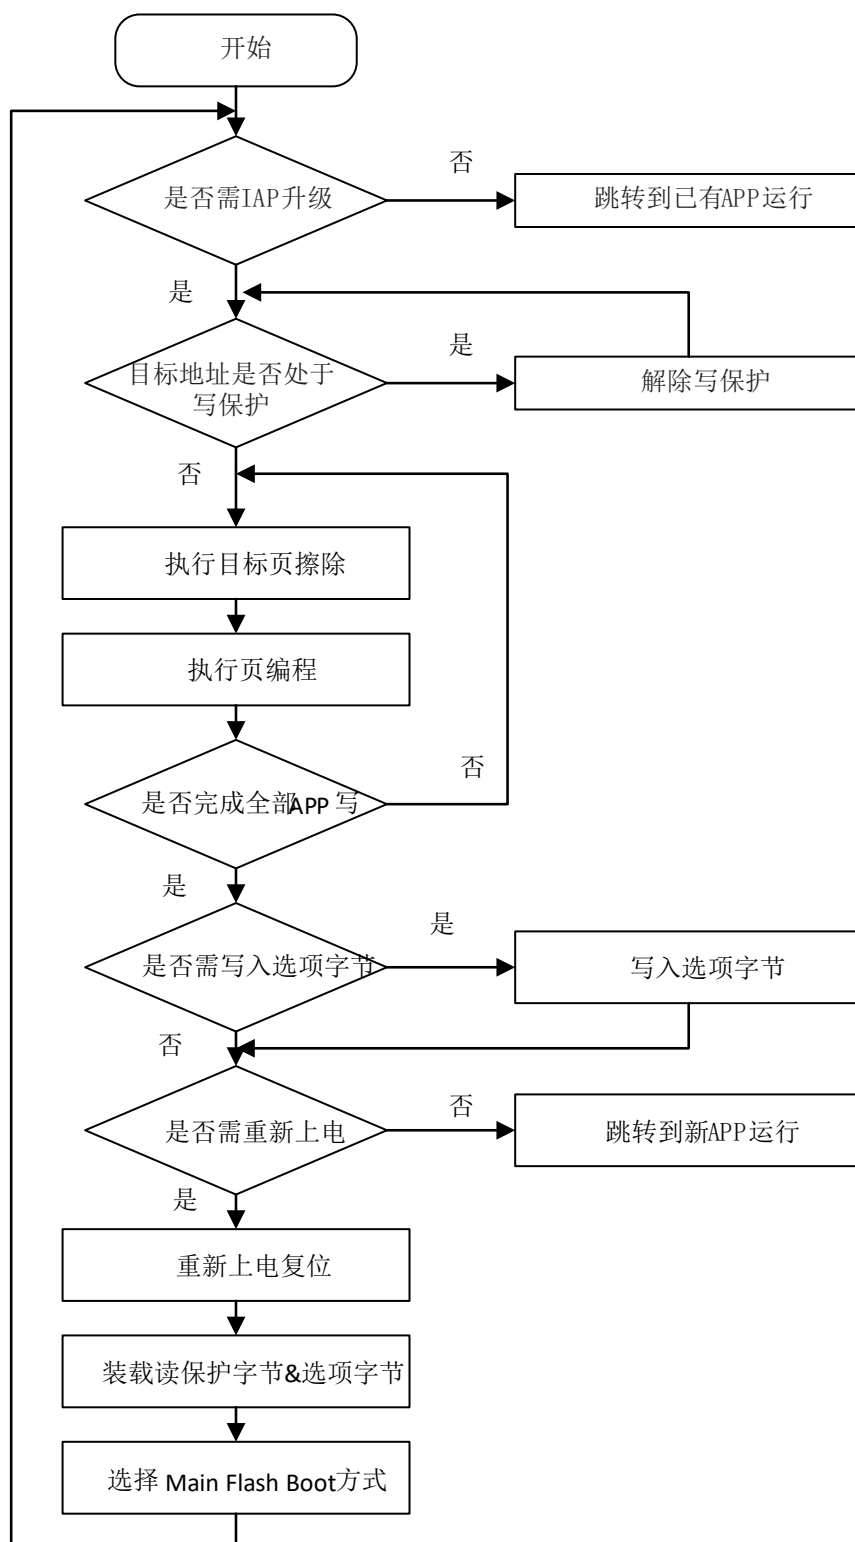 开始
是否需IAP升级
否
跳转到已有APP运行
是
目标地址是否处于
写保护
是
解除写保护
否
执行目标页擦除
执行页编程
是否完成全部APP 写
否
是
是否需写入选项字节
是
写入选项字节
否
是否需重新上电
否
跳转到新APP运行
是
重新上电复位
装载读保护字节&选项字节
选择 Main Flash Boot方式